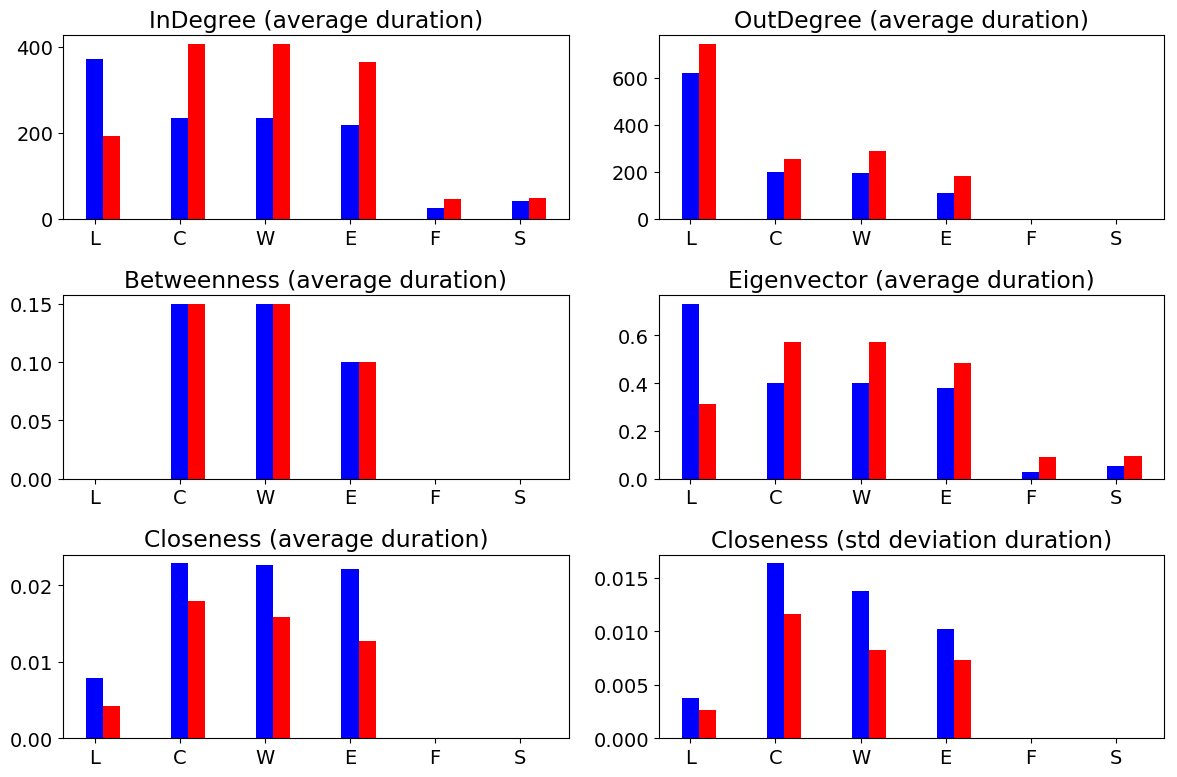 InDegree (average duration)
400
200
0
L C W E F S
OutDegree (average duration)
600
400
200
0
L C W E F S
Betweenness (average duration)
0.15
0.10
0.05
0.00
L C W E F S
Eigenvector (average duration)
0.6
0.4
0.2
0.0
L C W E F S
Closeness (average duration)
0.02
0.01
0.00
L C W E F S
Closeness (std deviation duration)
0.015
0.010
0.005
0.000
L C W E F S